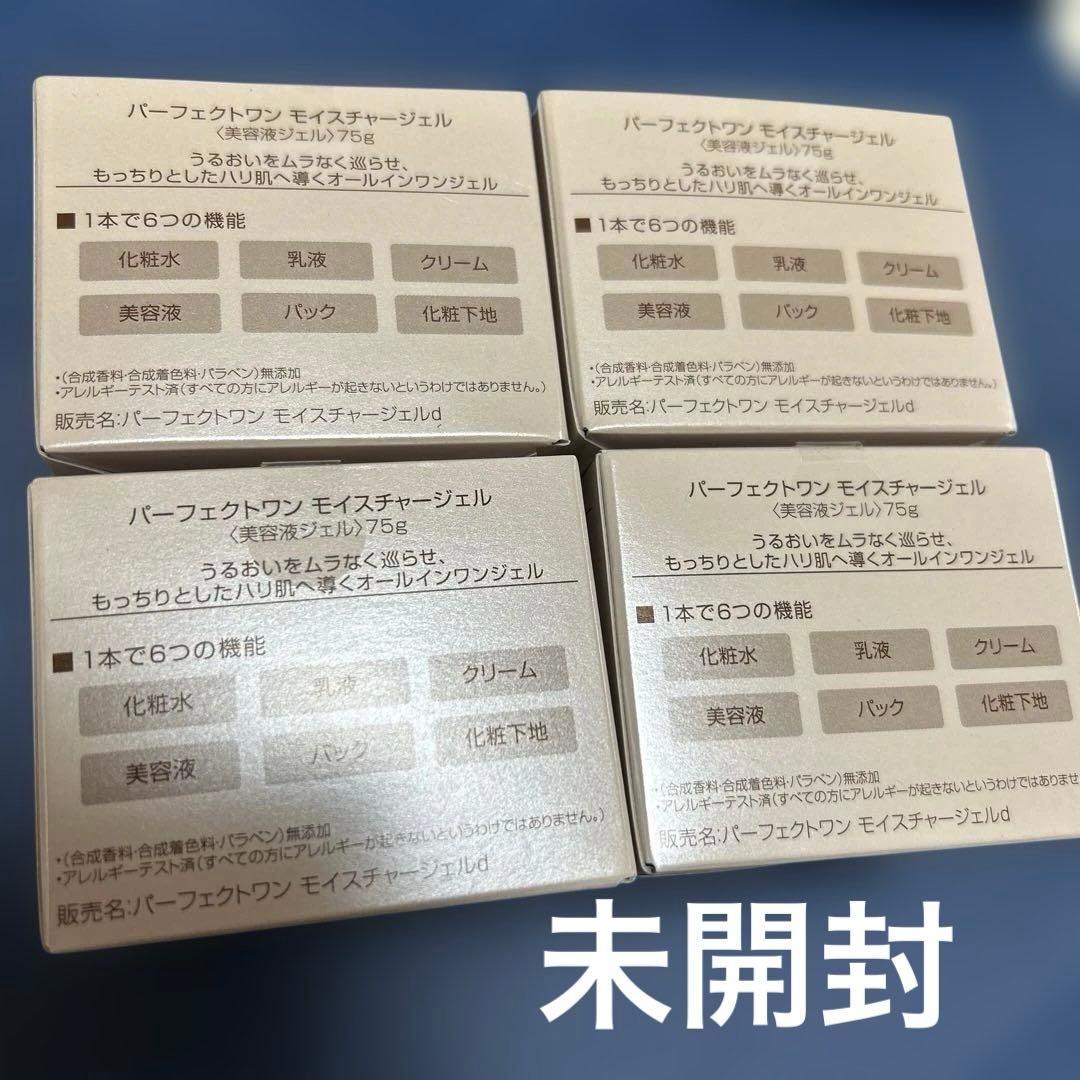 パーフェクトワン モイスチャージェル
〈美容液ジェル〉75g
うるおいをムラなく巡らせ、
もっちりとしたハリ肌へ導くオールインワンジェル
■1本で6つの機能
化粧水 乳液 クリーム
美容液 パック 化粧下地
・(合成香料・合成着色料・パラベン)無添加
・アレルギーテスト済(すべての方にアレルギーが起きないというわけではありません。)
販売名:パーフェクトワン モイスチャージェルd
パーフェクトワン モイスチャージェル
〈美容液ジェル〉75g
うるおいをムラなく巡らせ、
もっちりとしたハリ肌へ導くオールインワンジェル
■1本で6つの機能
化粧水 乳液 クリーム
美容液 パック 化粧下地
・(合成香料・合成着色料・パラベン)無添加
・アレルギーテスト済(すべての方にアレルギーが起きないというわけではありません。)
販売名:パーフェクトワン モイスチャージェルd
パーフェクトワン モイスチャージェル
〈美容液ジェル〉75g
うるおいをムラなく巡らせ、
もっちりとしたハリ肌へ導くオールインワンジェル
■1本で6つの機能
化粧水 乳液 クリーム
美容液 パック 化粧下地
・(合成香料・合成着色料・パラベン)無添加
・アレルギーテスト済(すべての方にアレルギーが起きないというわけではありません。)
販売名:パーフェクトワン モイスチャージェルd
パーフェクトワン モイスチャージェル
〈美容液ジェル〉75g
うるおいをムラなく巡らせ、
もっちりとしたハリ肌へ導くオールインワンジェル
■1本で6つの機能
化粧水 乳液 クリーム
美容液 パック 化粧下地
・(合成香料・合成着色料・パラベン)無添加
・アレルギーテスト済(すべての方にアレルギーが起きないというわけではありませ
販売名:パーフェクトワン モイスチャージェルd
未開封